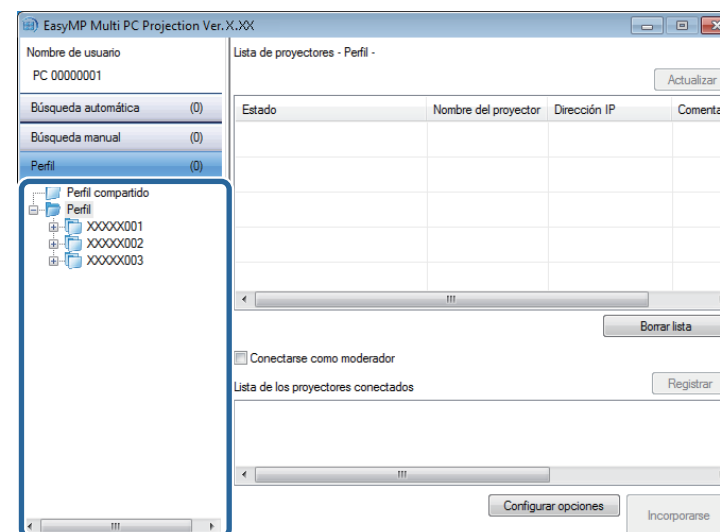 EasyMP Multi PC Projection Ver.X.XX
Nombre de usuario
PC 00000001
Búsqueda automática (0)
Búsqueda manual (0)
Perfil (0)
Perfil compartido
Perfil
XXXXX001
XXXXX002
XXXXX003
Lista de proyectores - Perfil -
Actualizar
Estado Nombre del proyector Dirección IP Comenta
Borrar lista
Conectarse como moderador
Lista de los proyectores conectados
Registrar
Configurar opciones
Incorporarse